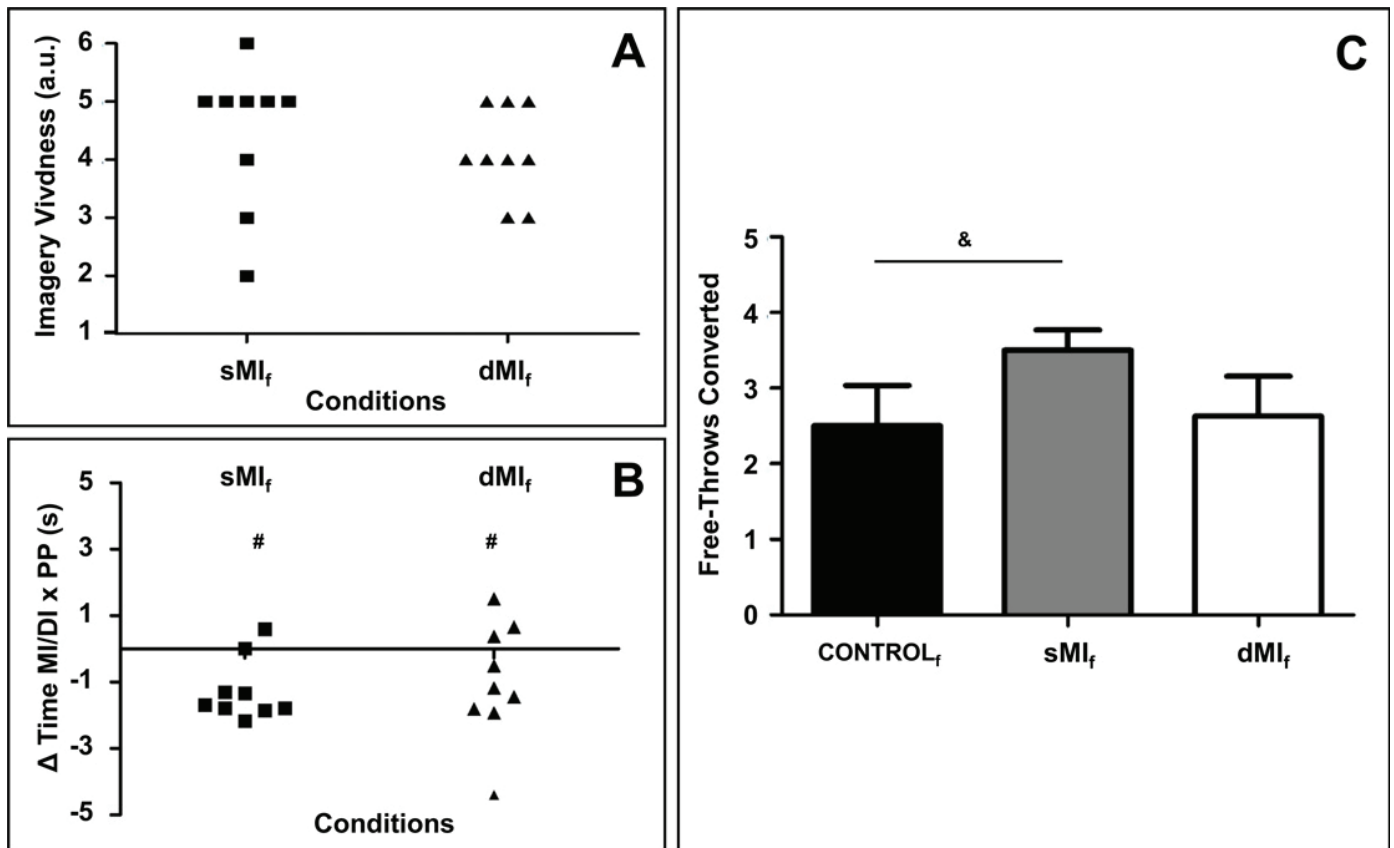 A
Imagery Vivdness (a.u.)
6
5
4
3
2
1
sMIf
dMIf
Conditions
B
Δ Time MI/DI x PP (s)
sMIf
dMIf
5
3
1
-1
-3
-5
#
#
Conditions
C
Free-Throws Converted
5
4
3
2
1
0
&
CONTROLf
sMIf
dMIf